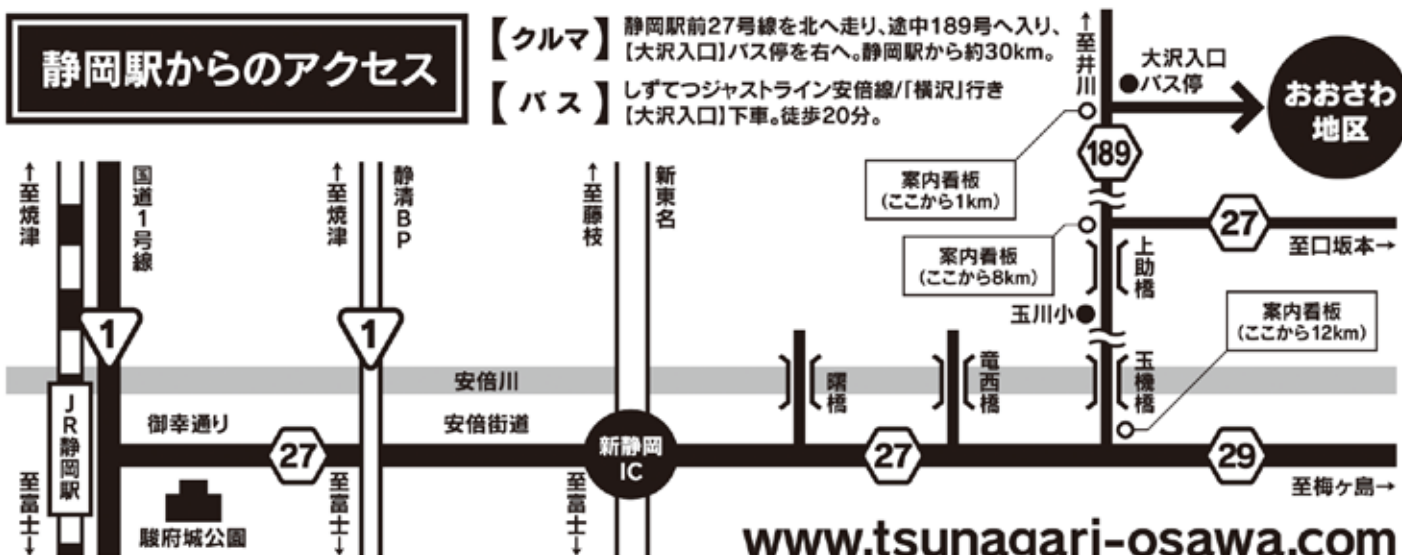 静岡駅からのアクセス
【クルマ】 静岡駅前27号線を北へ走り、途中189号へ入り、
【大沢入口】バス停を右へ。静岡駅から約30km。
【バス】 しずてつジャストライン安倍線/「横沢」行き
【大沢入口】下車。徒歩20分。
↑至井川
大沢入口
●バス停
おおさわ
地区
189
案内看板
(ここから1km)
27
至口坂本→
案内看板
(ここから8km)
上助橋
玉川小●
案内看板
(ここから12km)
↑至焼津
国道1号線
↑至焼津
静清BP
↑至藤枝
新東名
1
1
安倍川
曙橋
竜西橋
玉機橋
JR静岡駅
御幸通り
安倍街道
27
新静岡
IC
27
29
至梅ヶ島→
至富士→
至富士→
至富士→
駿府城公園
www.tsunagari-osawa.com